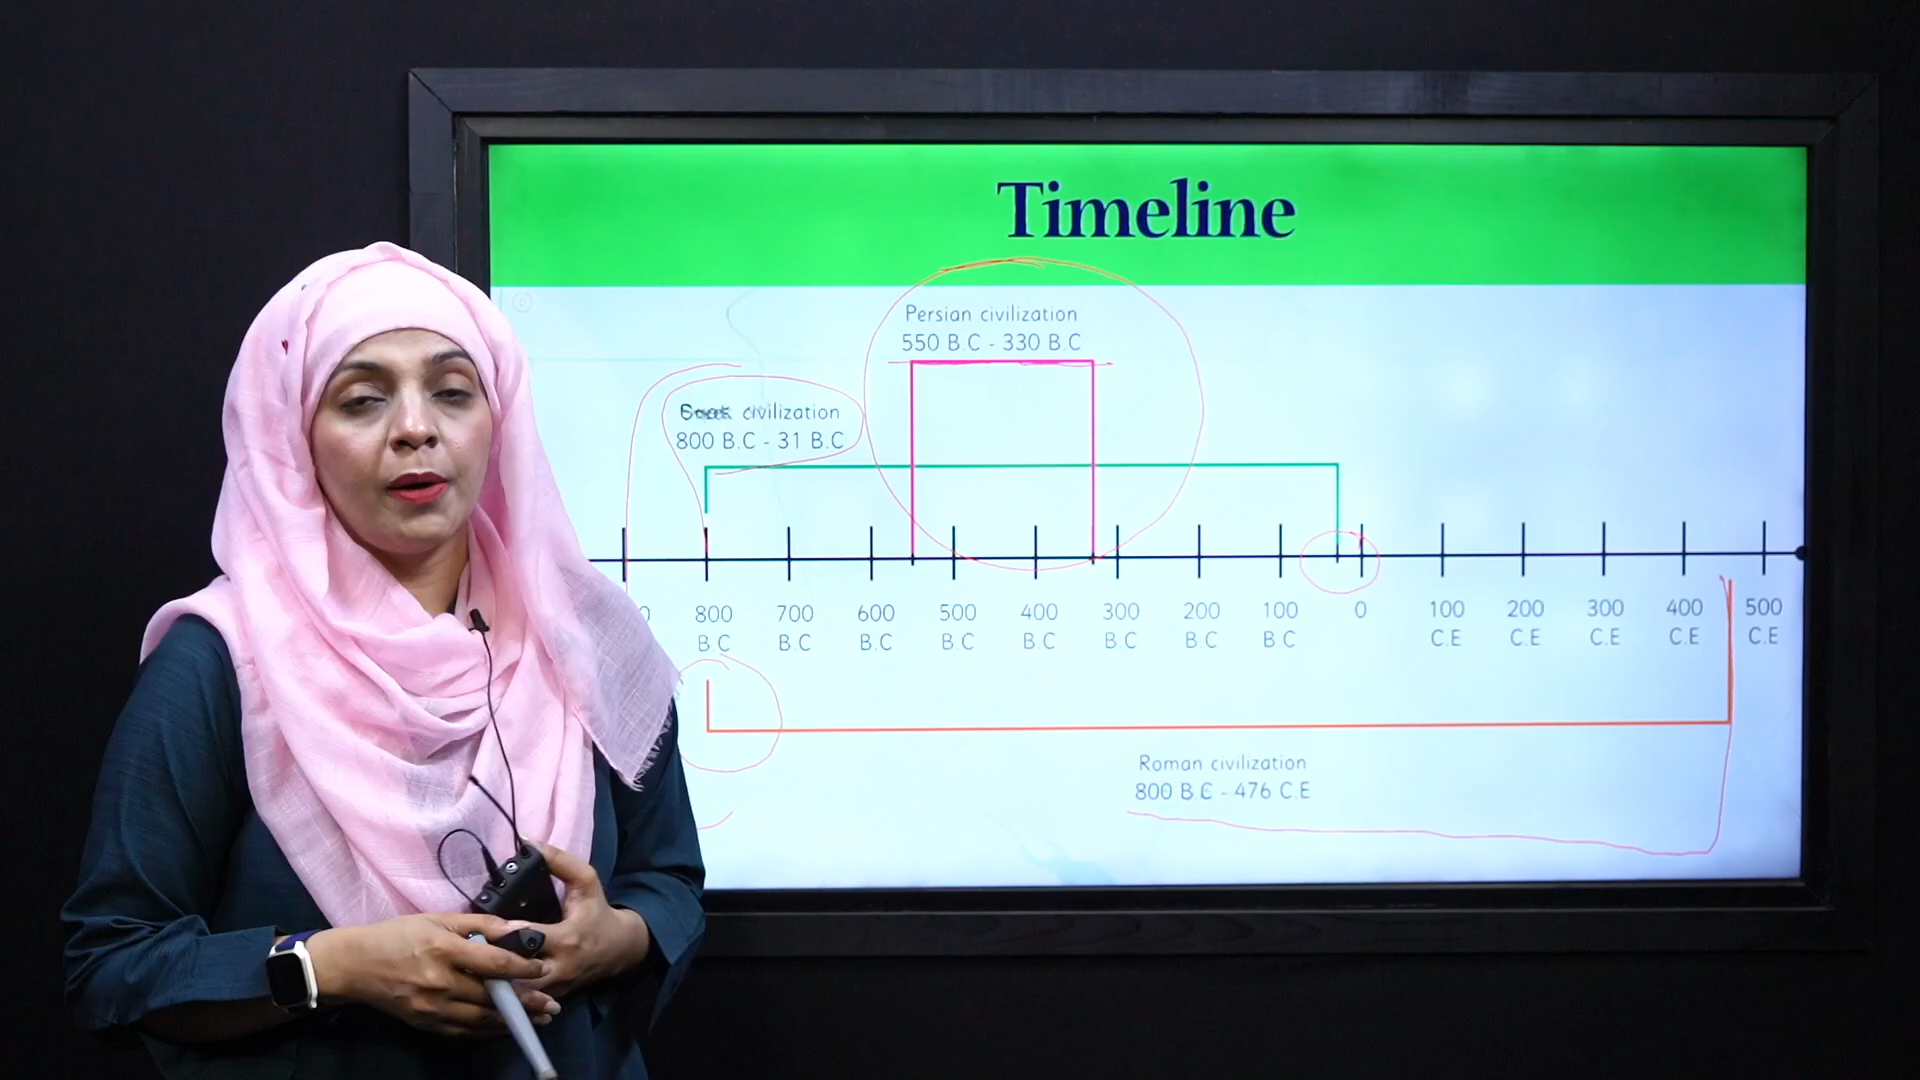 Timeline
Persian civilization
550 B.C - 330 B.C
civilization
800 B.C - 31 B.C
0 800 700 600 500 400 300 200 100 0 100 200 300 400 500
B.C B.C B.C B.C B.C B.C B.C B.C C.E C.E C.E C.E C.E
Roman civilization
800 B.C - 476 C.E